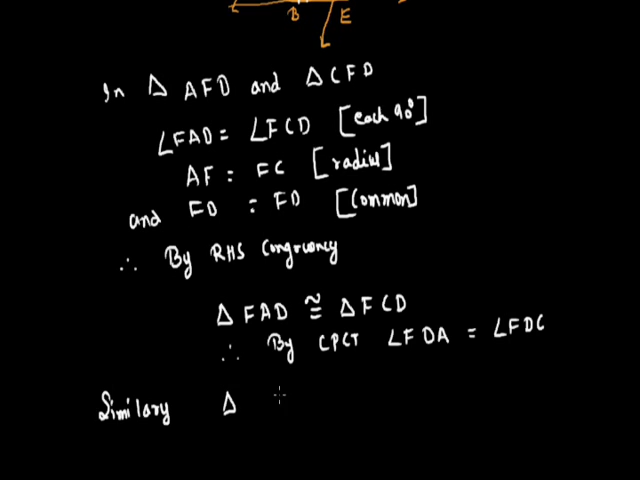 B E
In Δ AFD and Δ CFD
∠FAD = ∠FCD [each 90°]
AF = FC [radius]
and FD = FD [Common]
∴ By RHS Congruency
Δ FAD ≅ Δ FCD
∴ By CPCT ∠FDA = ∠FDC
Similary Δ